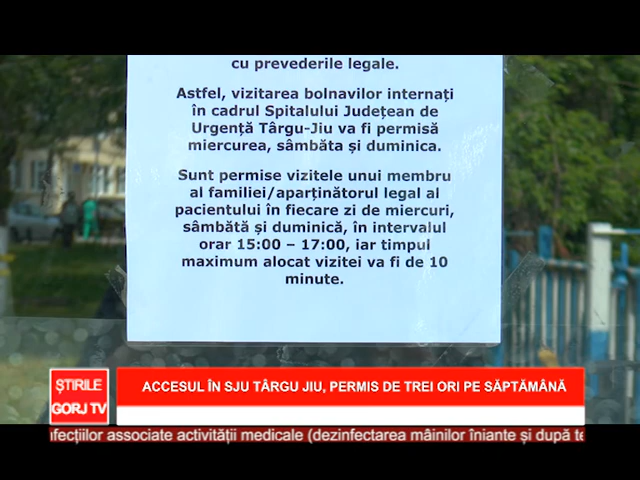 cu prevederile legale.
Astfel, vizitarea bolnavilor internați
în cadrul Spitalului Județean de
Urgență Târgu-Jiu va fi permisă
miercurea, sâmbăta și duminica.
Sunt permise vizitele unui membru
al familiei/aparținătorul legal al
pacientului în fiecare zi de miercuri,
sâmbătă și duminică, în intervalul
orar 15:00 – 17:00, iar timpul
maximum alocat vizitei va fi de 10
minute.
ȘTIRILE
GORJ TV
ACCESUL ÎN SJU TÂRGU JIU, PERMIS DE TREI ORI PE SĂPTĂMÂNĂ
nfecțiilor associate activității medicale (dezinfectarea mâinilor îniante și după te